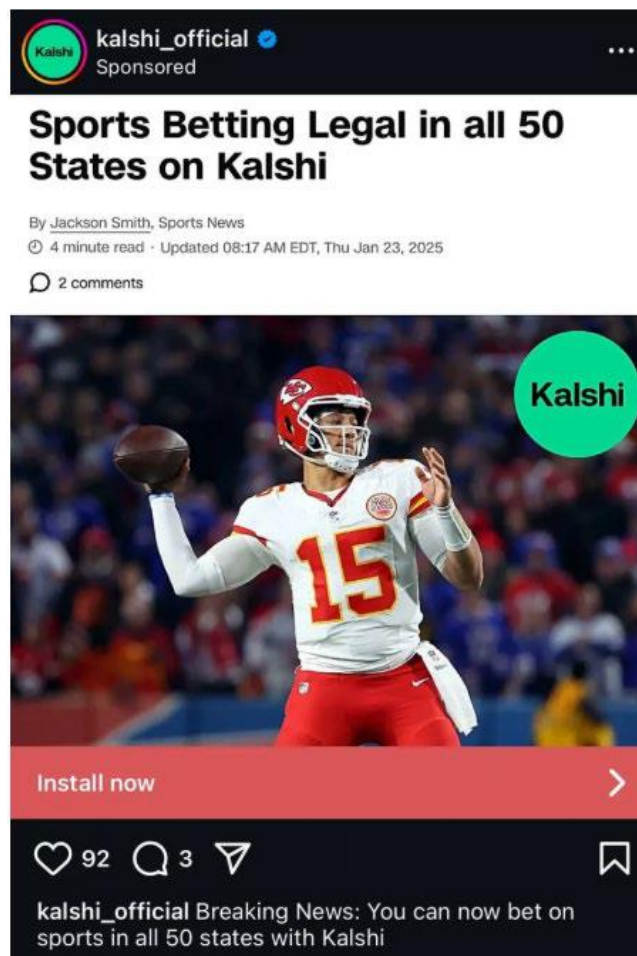 Kalshi
kalshi_official
Sponsored
...
Sports Betting Legal in all 50
States on Kalshi
By Jackson Smith, Sports News
4 minute read · Updated 08:17 AM EDT, Thu Jan 23, 2025
2 comments
Kalshi
15
Install now
92
3
kalshi_official Breaking News: You can now bet on
sports in all 50 states with Kalshi